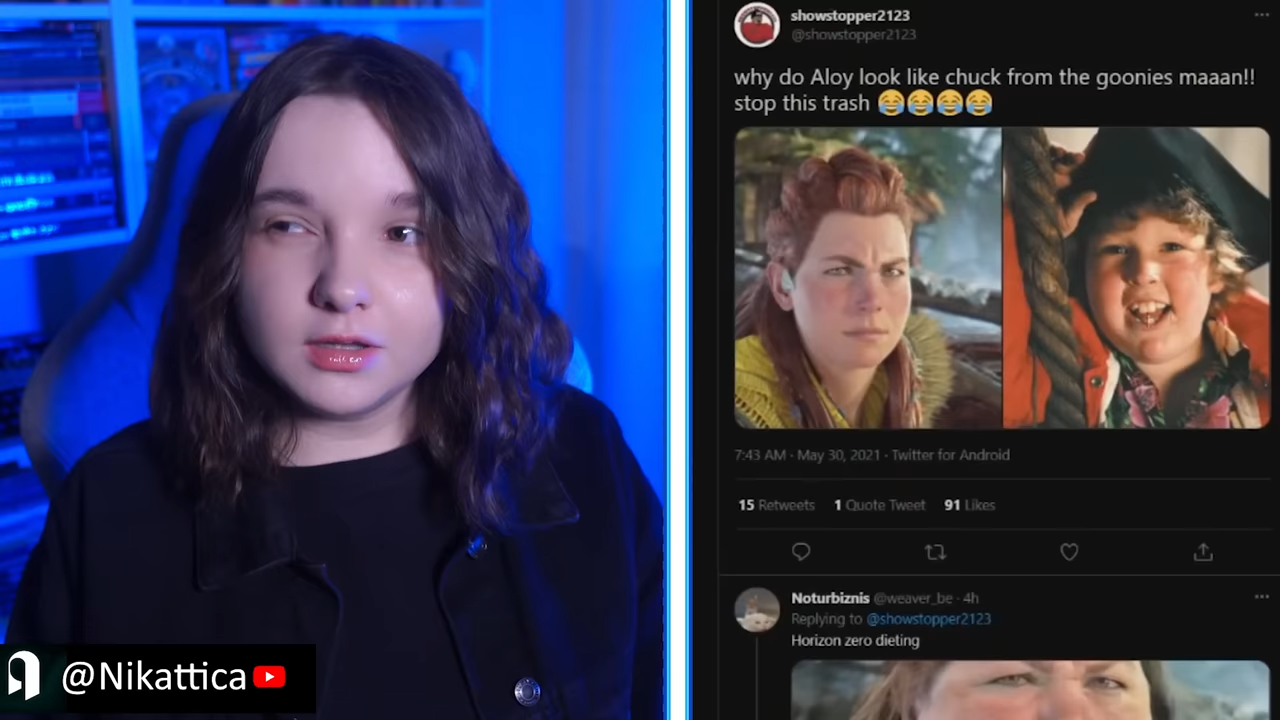 @Nikattica
showstopper2123
@showstopper2123
why do Aloy look like chuck from the goonies maaan!!
stop this trash 😂😂😂😂
7:43 AM · May 30, 2021 · Twitter for Android
15 Retweets 1 Quote Tweet 91 Likes
Noturbiznis @weaver_be · 4h
Replying to @showstopper2123
Horizon zero dieting